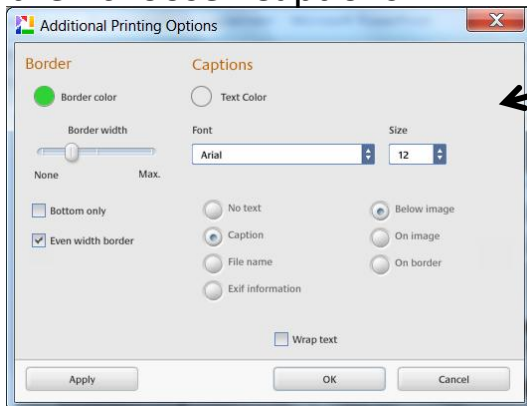 Additional Printing Options
X
Border
Captions
Border color
Text Color
Border width
Font
Size
Arial
12
None
Max.
Bottom only
No text
Below image
Even width border
Caption
On image
File name
On border
Exif information
Wrap text
Apply
OK
Cancel